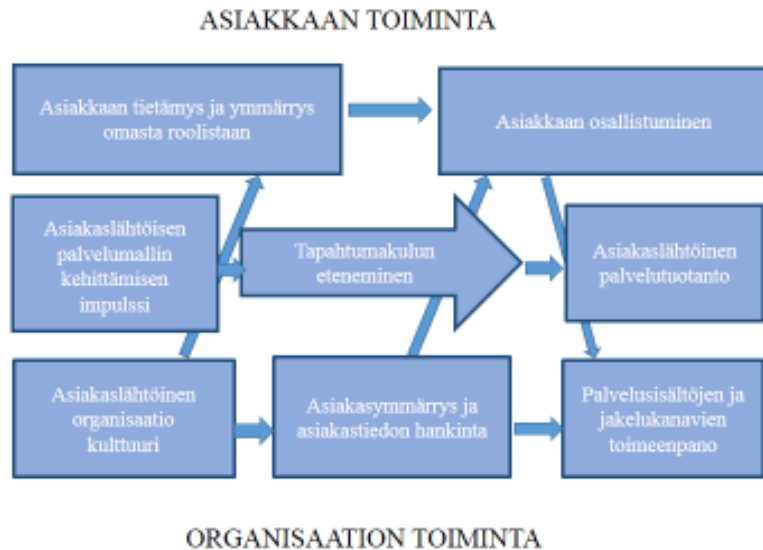 ASIAKKAAN TOIMINTA
Asiakkaan tietämys ja ymmärrys
omasta roolistaan
Asiakkaan osallistuminen
Asiakaslähtöisen
palvelumallin
kehittämisen
impulssi
Tapahtumakulun
eteneminen
Asiakaslähtöinen
palvelutuotanto
Asiakaslähtöinen
organisaatio
kulttuuri
Asiakasymmärrys ja
asiakastiedon hankinta
Palvelusisältöjen ja
jakelukanavien
toimeenpano
ORGANISAATION TOIMINTA